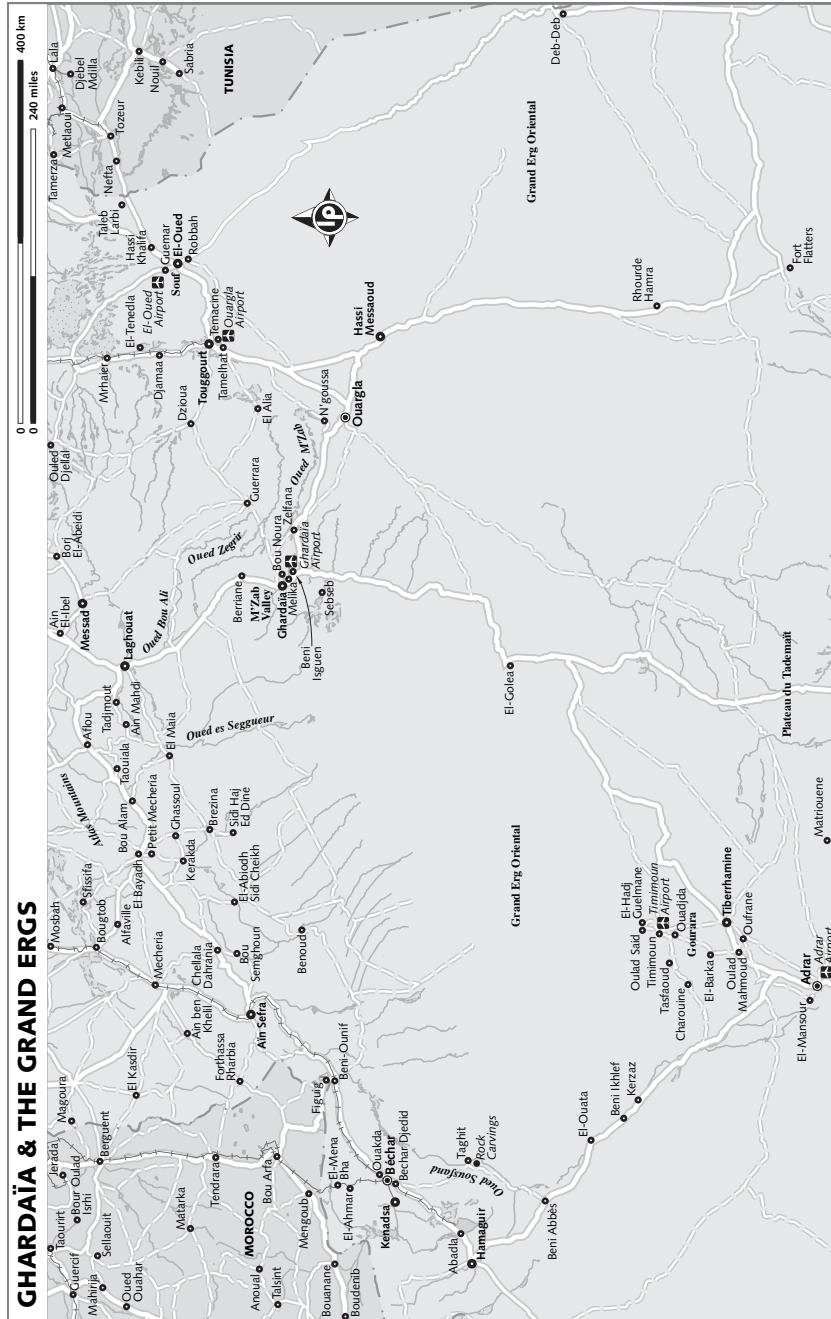 GHARDAÏA & THE GRAND ERGS
0
400 km
0
240 miles
Taourirt
Guercif
Mahirija
Oued
Ouahar
Sellaouit
Bour Oulad
Isrhi
Jerada
Magoura
Berguent
Matarka
Tendrara
MOROCCO
Anoual
Talsint
Bouanane
Boudenib
Mengoub
Bou Arfa
El Kasdir
Aïn ben
Khelil
Forthassa
Rharbia
Figuig
Beni-Ounif
El-Mena
Bha
El-Ahmar
Ouakda
Béchar
Bechar Djedid
Kenadsa
Abadla
Hamaguir
Taghit
Rock
Carvings
Oued Sousfand
Beni Abbès
El-Ouata
Beni Ikhlef
Kerzaz
Mosbah
Bougtob
Sfissifa
Alfaville
Mecheria
Atlas Mountains
Aflou
Taouiala
Bou Alam
El Bayadh
Petit Mecheria
Ghassoul
Kerakda
Brezina
Sidi Haj
Ed Dine
El-Abiodh
Sidi Cheikh
Chellala
Dahrania
Bou
Semghoun
Aïn Sefra
Benoud
Tadjmout
Ain Mahdi
El Maia
Oued es Seggueur
Ain
El-Ibel
Messad
Laghouat
Borj
El-Abeidi
Oued Bou Ali
Oued Zegrir
Berriane
M'Zab
Valley
Ghardaïa
Melika
Bou Noura
Zelfana
Ghardaïa
Airport
Beni
Isguen
Sebseb
Guerrara
Oued M'Zab
Ouled
Djellal
Mrhaier
El-Tenedla
Djamaa
Dzioua
El Alia
Touggourt
Temacine
Tamelhat
Ouargla
Airport
N'goussa
Ouargla
Hassi
Messaoud
El-Oued
Airport
Souf
El-Oued
Guemar
Robbah
Hassi
Khalifa
Taleb
Larbi
Tamerza
Metlaoui
Nefta
Tozeur
Lala
Djebel
Mdilla
Kebili
Nouil
Sabria
TUNISIA
LP
Grand Erg Oriental
Deb-Deb
Rhourde
Hamra
Fort
Flatters
El-Golea
Grand Erg Oriental
Plateau du Tademaït
Matriouene
El-Hadj
Guelmane
Oulad Said
Timimoun
Timimoun
Airport
Ouadjda
Tasfaoud
Gourara
Charouine
El-Barka
Tiberrhamine
Oufrane
Oulad
Mahmoud
El-Mansour
Adrar
Adrar
Airport